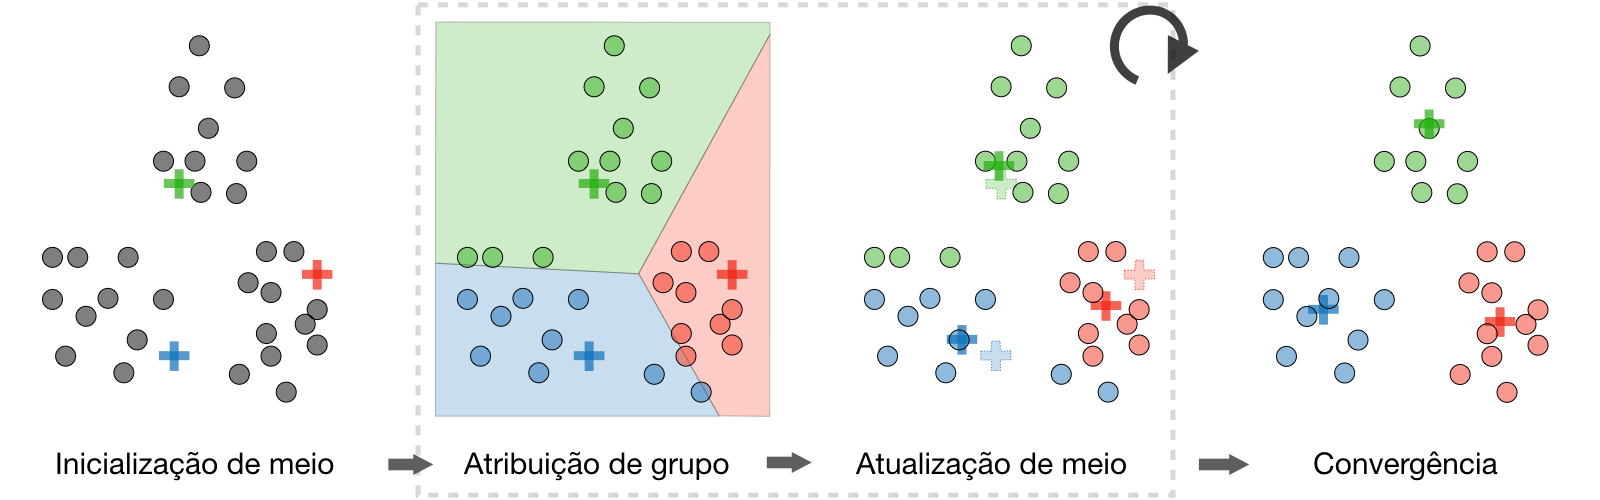 Inicialização de meio
Atribuição de grupo
Atualização de meio
Convergência